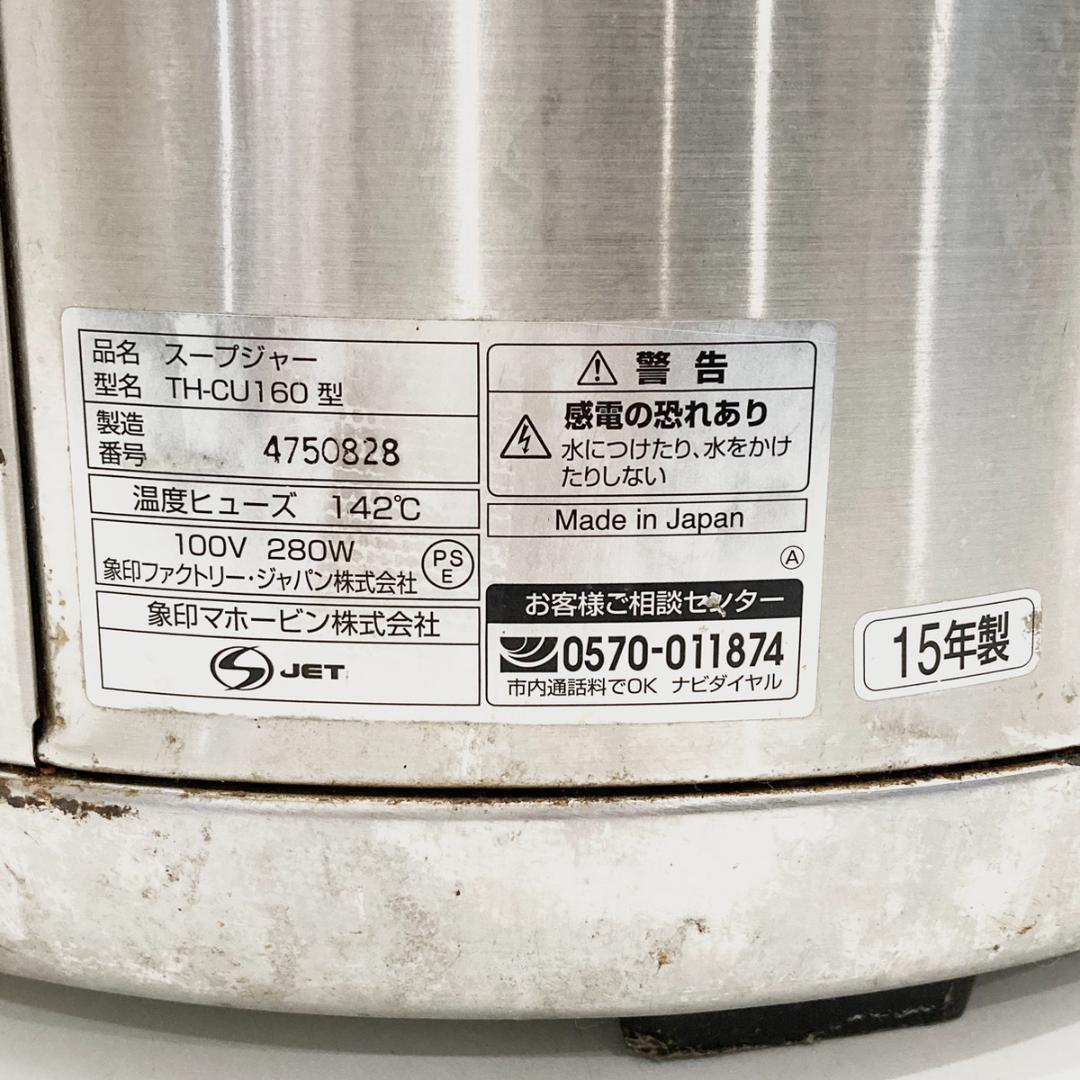 品名 スープジャー
型名 TH-CU160 型
製造
番号 4750828
温度ヒューズ 142℃
100V 280W
象印ファクトリー・ジャパン株式会社
PS
E
象印マホービン株式会社
JET
警告
感電の恐れあり
水につけたり、水をかけ
たりしない
Made in Japan
A
お客様ご相談センター
0570-011874
市内通話料でOK ナビダイヤル
15年製